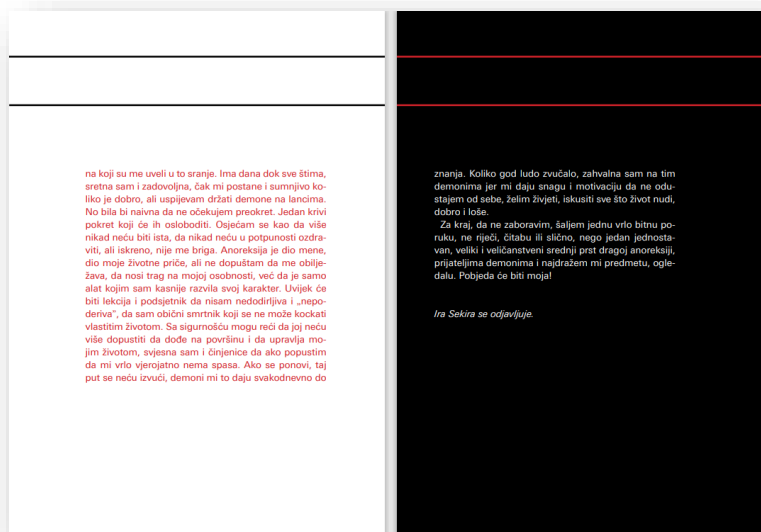 na koji su me uveli u to sranje. Ima dana dok sve štima,
sretna sam i zadovoljna, čak mi postane i sumnjivo ko-
liko je dobro, ali uspijevam držati demone na lancima.
No bila bi naivna da ne očekujem preokret. Jedan krivi
pokret koji će ih osloboditi. Osjećam se kao da više
nikad neću biti ista, da nikad neću u potpunosti ozdra-
viti, ali iskreno, nije me briga. Anoreksija je dio mene,
dio moje životne priče, ali ne dopuštam da me obilje-
žava, da nosi trag na mojoj osobnosti, već da je samo
alat kojim sam kasnije razvila svoj karakter. Uvijek će
biti lekcija i podsjetnik da nisam nedodirljiva i „nepo-
deriva“, da sam obični smrtnik koji se ne može kockati
vlastitim životom. Sa sigurnošću mogu reći da joj neću
više dopustiti da dođe na površinu i da upravlja mo-
jim životom, svjesna sam i činjenice da ako popustim
da mi vrlo vjerojatno nema spasa. Ako se ponovi, taj
put se neću izvući, demoni mi to daju svakodnevno do
znanja. Koliko god ludo zvučalo, zahvalna sam na tim
demonima jer mi daju snagu i motivaciju da ne odu-
stajem od sebe, želim živjeti, iskusiti sve što život nudi,
dobro i loše.
Za kraj, da ne zaboravim, šaljem jednu vrlo bitnu po-
ruku, ne riječi, čitabu ili slično, nego jedan jednosta-
van, veliki i veličanstveni srednji prst dragoj anoreksiji,
prijateljima demonima i najdražem mi predmetu, ogle-
dalu. Pobjeda će biti moja!
Ira Sekira se odjavljuje.